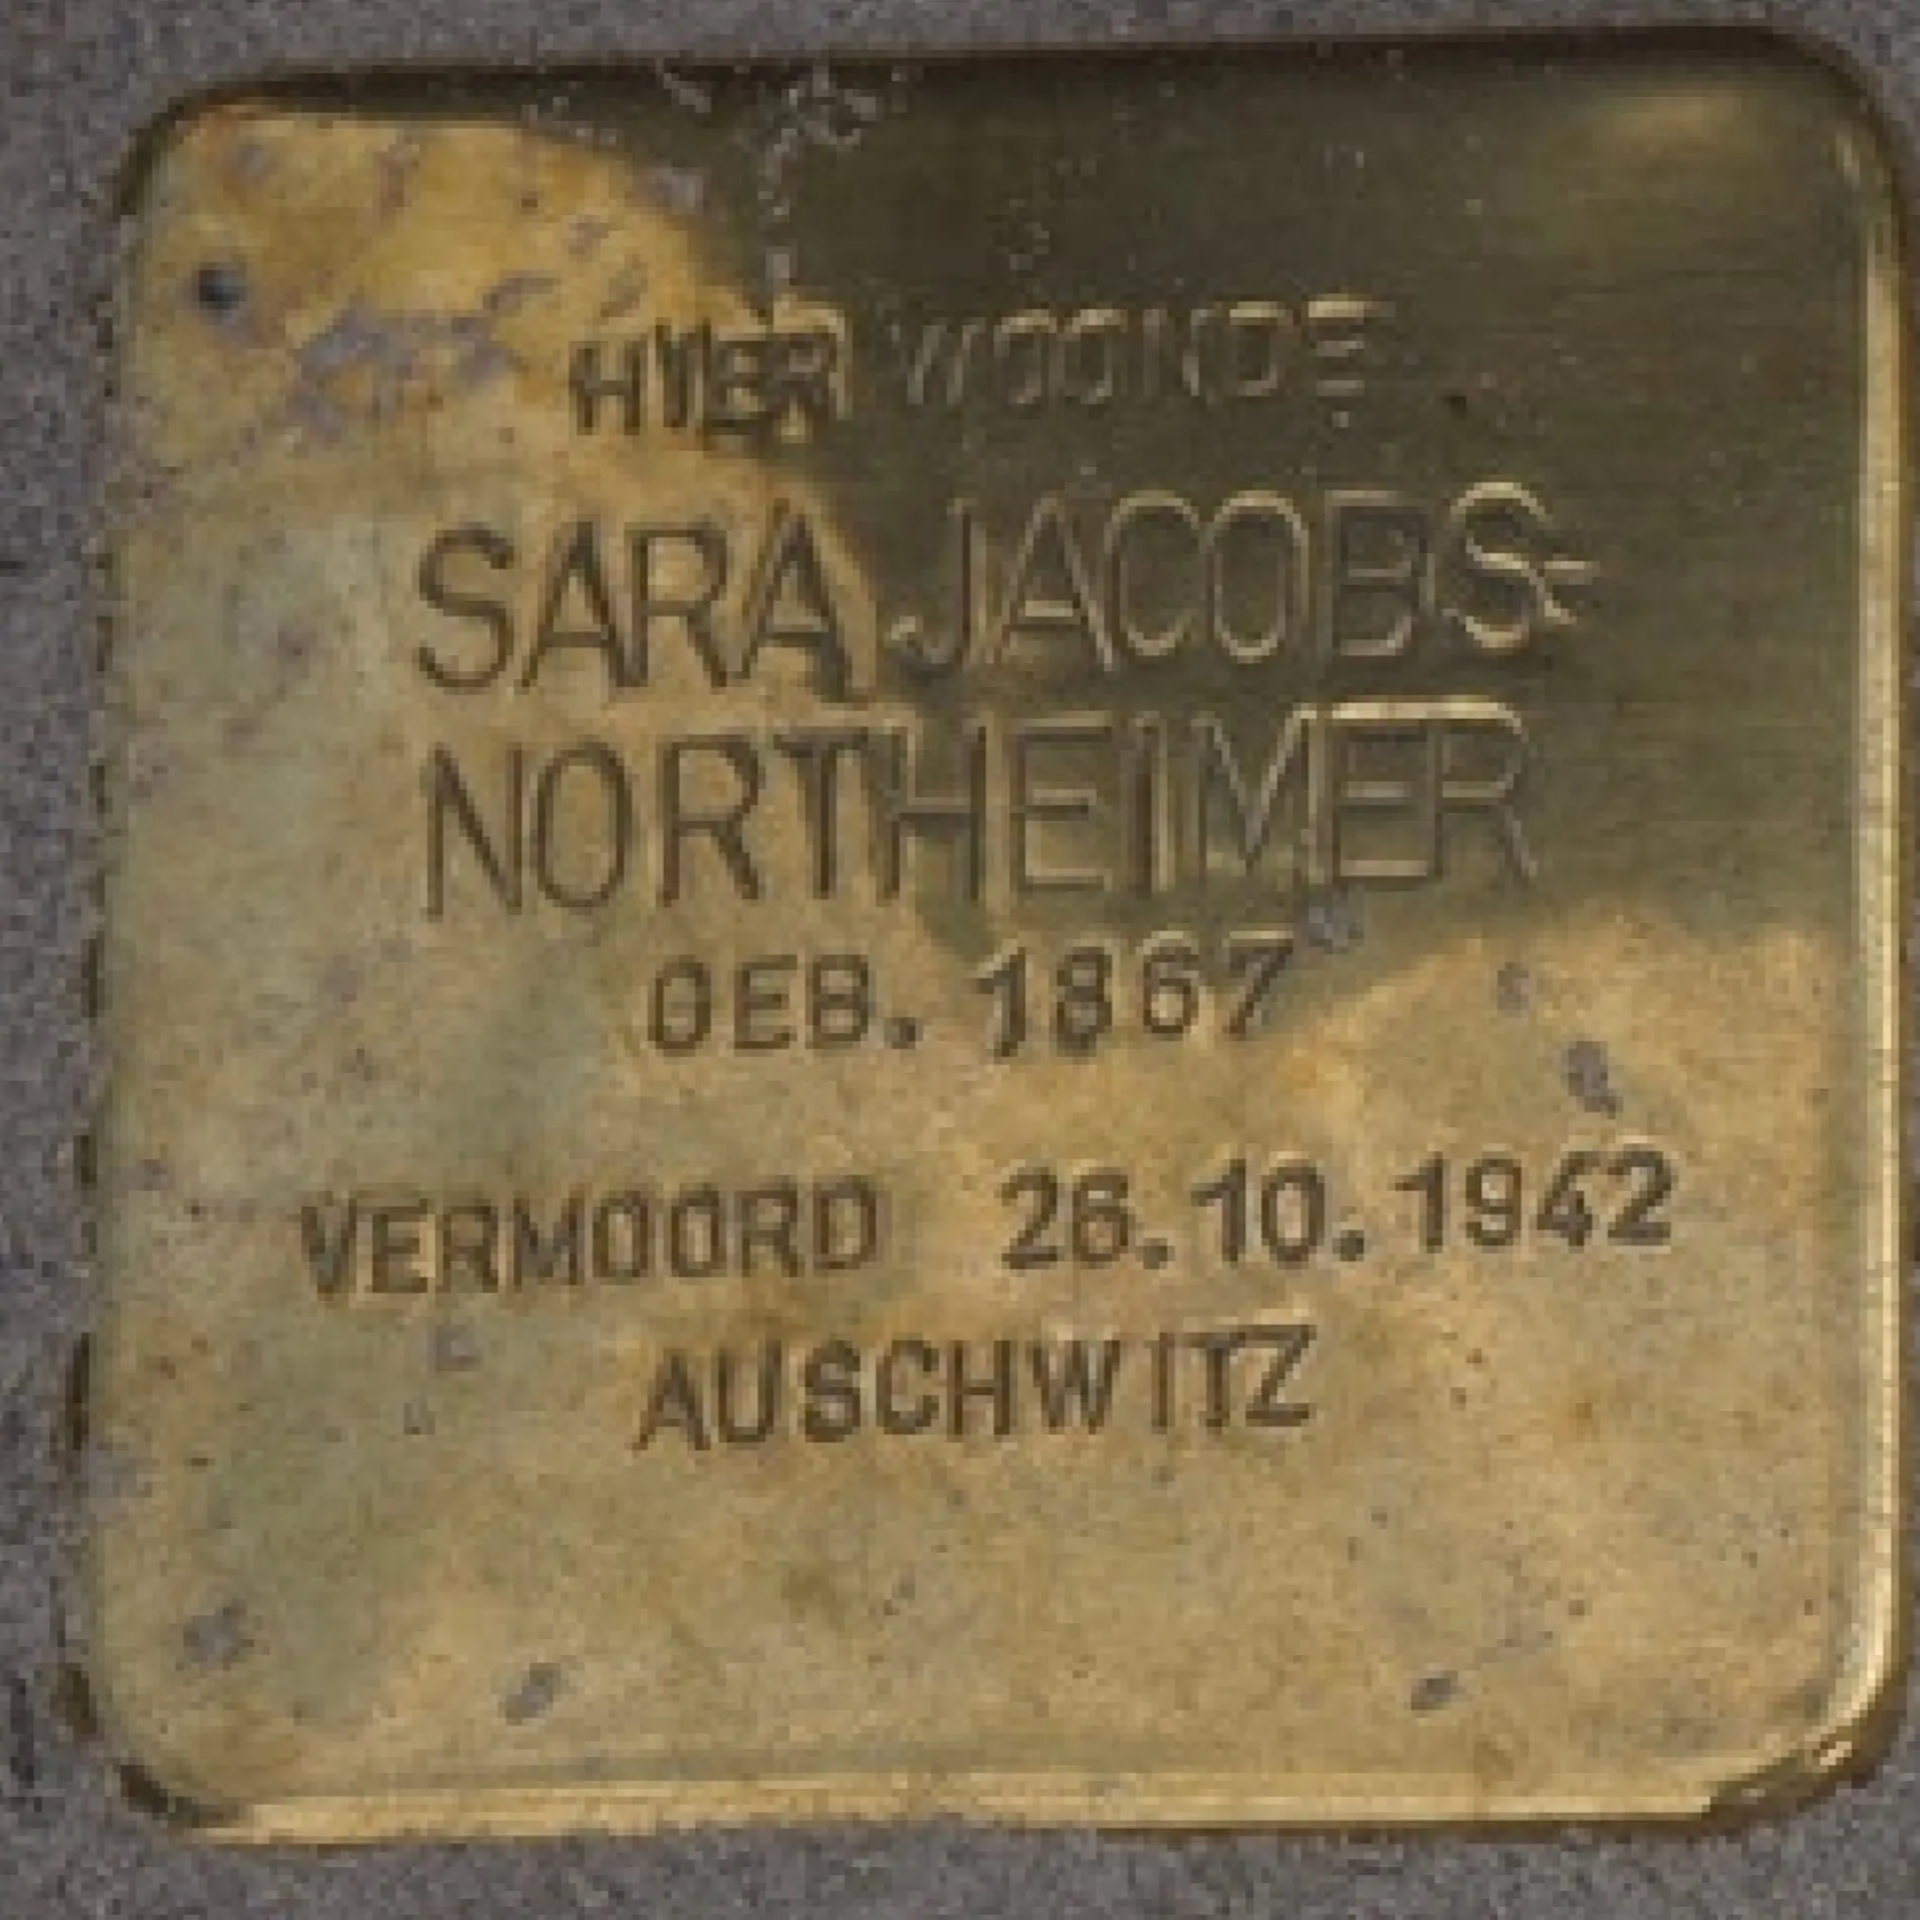 HIER WOONDE
SARA JACOBS-
NORTHEIMER
GEB. 1867
VERMOORD 26.10.1942
AUSCHWITZ